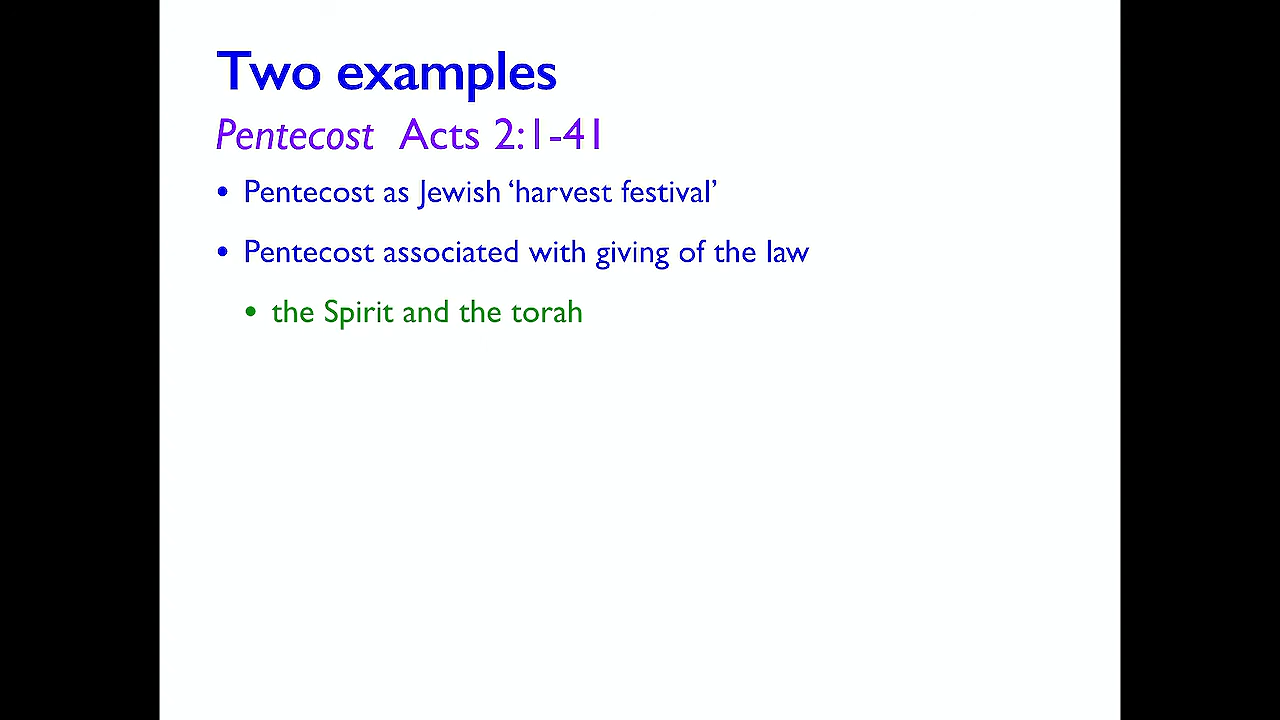 Two examples
Pentecost Acts 2:1-41
• Pentecost as Jewish ‘harvest festival’
• Pentecost associated with giving of the law
• the Spirit and the torah